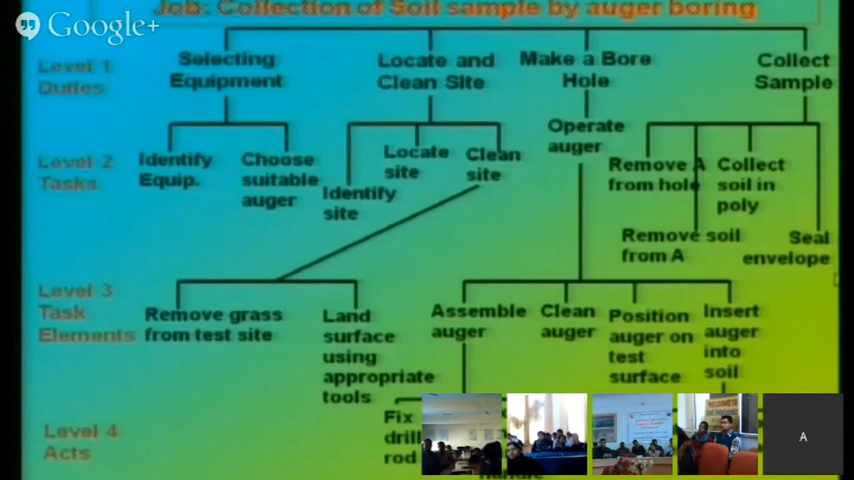 Google+
Job: Collection of Soil sample by auger boring
Level 1
Duties
Selecting
Equipment
Locate and
Clean Site
Make a Bore
Hole
Collect
Sample
Level 2
Tasks
Identify
Equip.
Choose
suitable
auger
Identify
site
Locate
site
Clean
site
Operate
auger
Remove A
from hole
Remove soil
from A
Collect
soil in
poly
Seal
envelope
Level 3
Task
Elements
Remove grass
from test site
Land
surface
using
appropriate
tools
Assemble
auger
Clean
auger
Position
auger on
test
surface
Insert
auger
into
soil
Level 4
Acts
Fix
drill
rod
A